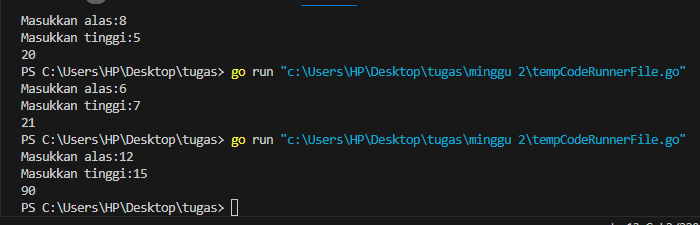 Masukkan alas:8
Masukkan tinggi:5
20
PS C:\Users\HP\Desktop\tugas> go run "c:\Users\HP\Desktop\tugas\minggu 2\tempCodeRunnerFile.go"
Masukkan alas:6
Masukkan tinggi:7
21
PS C:\Users\HP\Desktop\tugas> go run "c:\Users\HP\Desktop\tugas\minggu 2\tempCodeRunnerFile.go"
Masukkan alas:12
Masukkan tinggi:15
90
PS C:\Users\HP\Desktop\tugas>